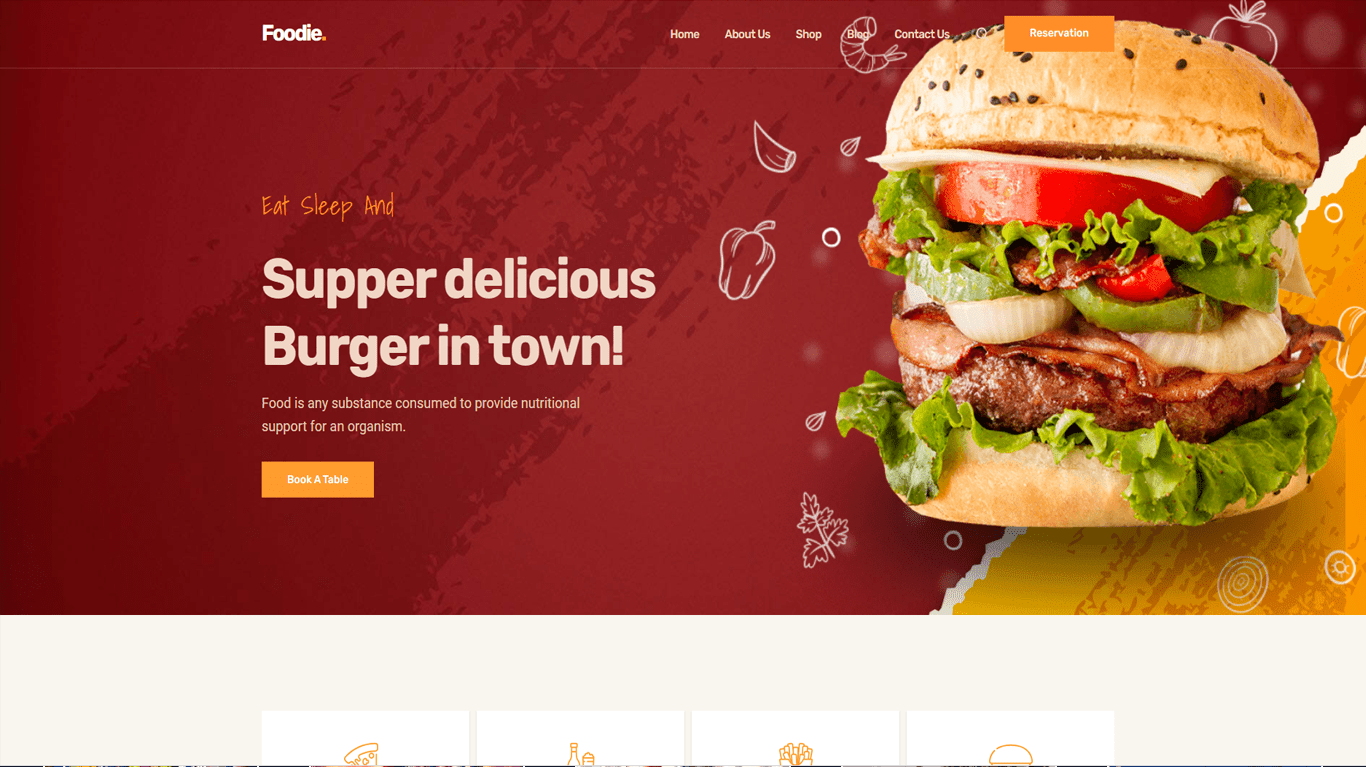 Foodie.
Home About Us Shop Blog Contact Us Reservation
Eat Sleep And
Supper delicious
Burger in town!
Food is any substance consumed to provide nutritional
support for an organism.
Book A Table